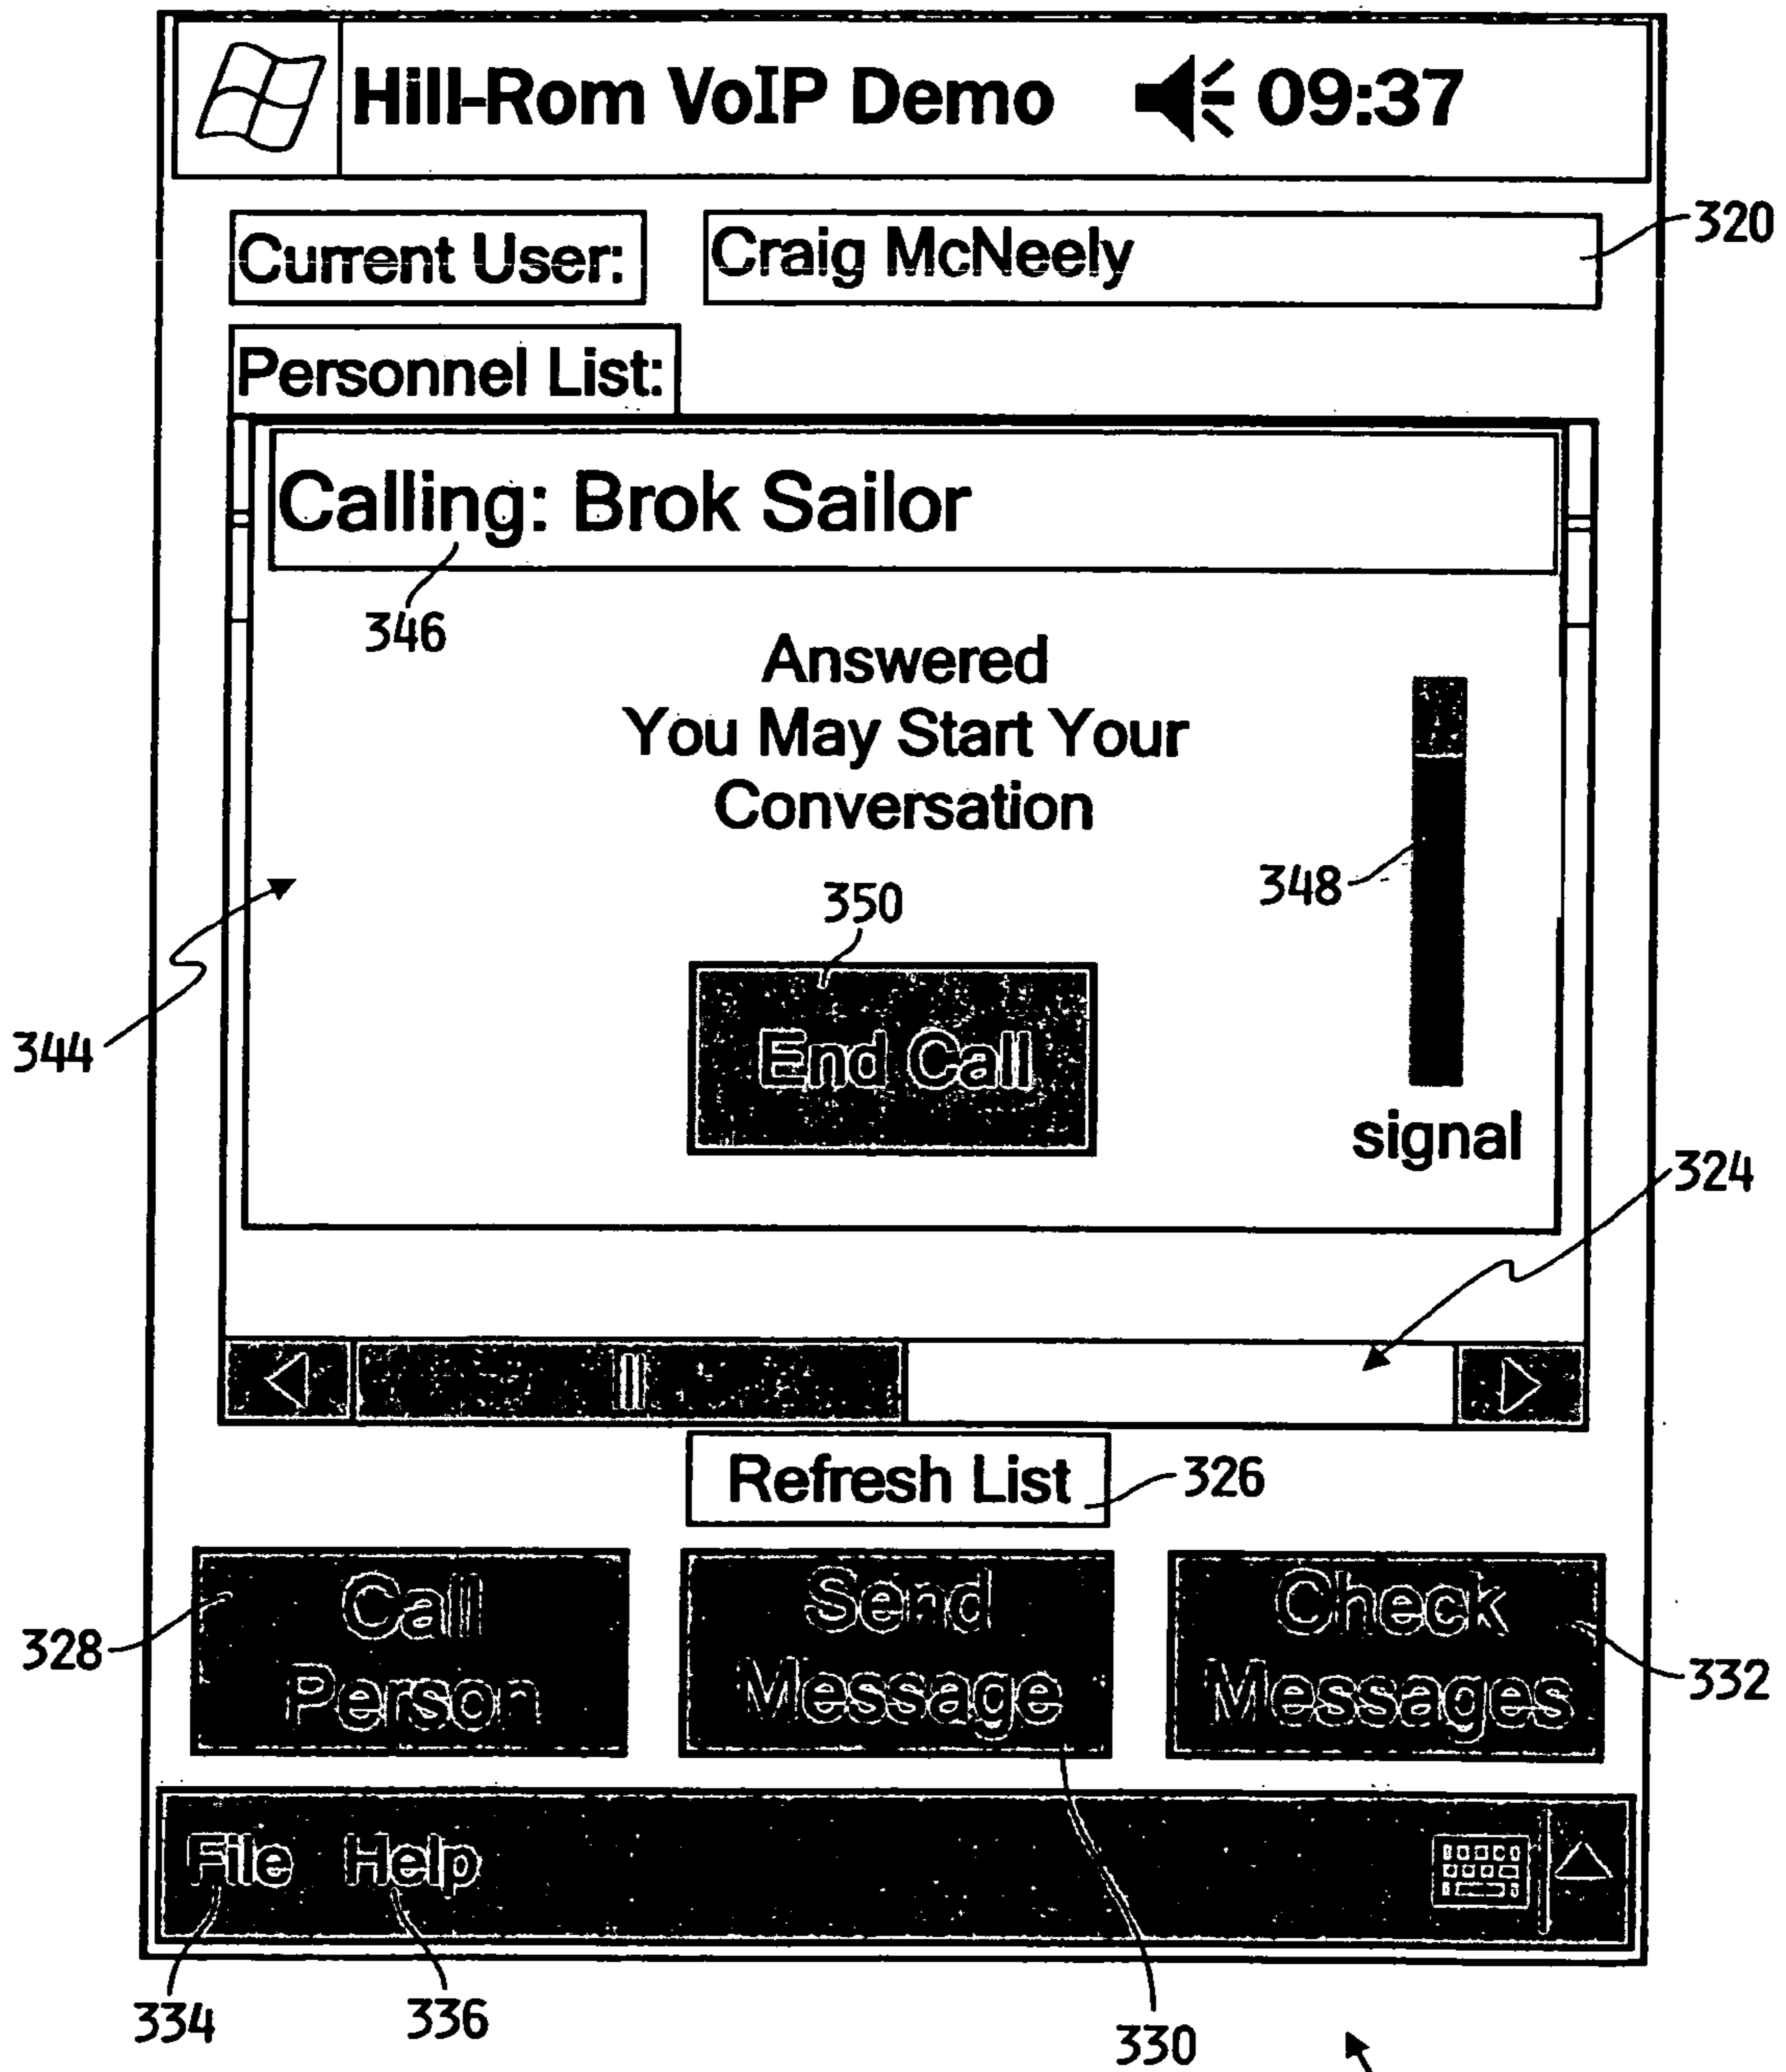 Hill-Rom VoIP Demo 09:37
320
Current User: Craig McNeely
Personnel List:
Calling: Brok Sailor
346
Answered
You May Start Your
Conversation
348
350
344
End Call
signal
324
Refresh List
326
Call Person
328
Send Message
Check Messages
332
File Help
334
336
330